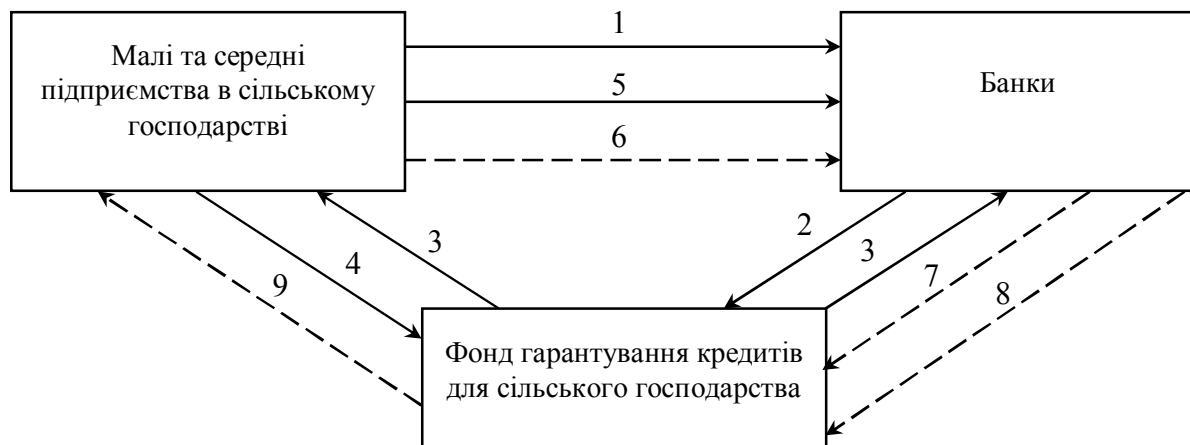 1
Малі та середні
підприємства в сільському
господарстві
Банки
5
6
2
3
3
4
7
9
8
Фонд гарантування кредитів
для сільського господарства